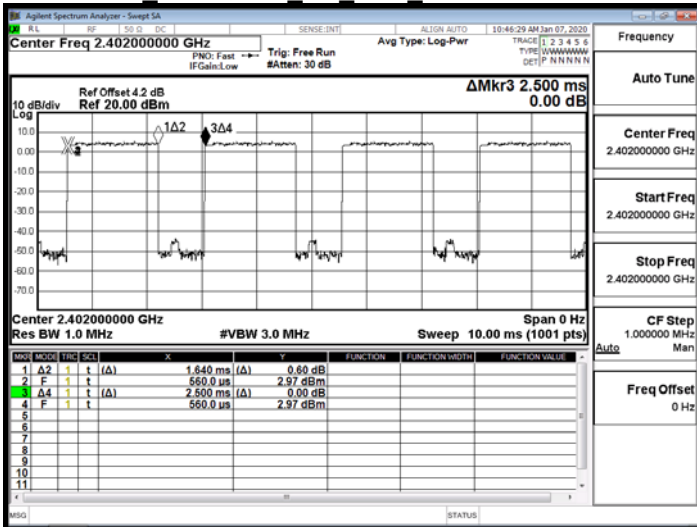 Agilent Spectrum Analyzer - Swept SA
RL RF 50 Ω DC SENSE:INT ALIGN AUTO 10:46:29 AM Jan 07, 2020
Center Freq 2.402000000 GHz Avg Type: Log-Pwr TRACE 1 2 3 4 5 6
PNO: Fast Trig: Free Run TYPE WWWWWW
IFGain:Low #Atten: 30 dB DET P N N N N N
Ref Offset 4.2 dB ΔMkr3 2.500 ms
10 dB/div Ref 20.00 dBm 0.00 dB
Log
10.0
0.00
-10.0
-20.0
-30.0
-40.0
-50.0
-60.0
-70.0
1Δ2
3Δ4
Center 2.402000000 GHz Span 0 Hz
Res BW 1.0 MHz #VBW 3.0 MHz Sweep 10.00 ms (1001 pts)
MKR MODE TRC SCL X Y FUNCTION FUNCTION WIDTH FUNCTION VALUE
1 Δ2 1 t (Δ) 1.640 ms (Δ) 0.60 dB
2 F 1 t 560.0 µs 2.97 dBm
3 Δ4 1 t (Δ) 2.500 ms (Δ) 0.00 dB
4 F 1 t 560.0 µs 2.97 dBm
5
6
7
8
9
10
11
MSG STATUS
Frequency
Auto Tune
Center Freq
2.402000000 GHz
Start Freq
2.402000000 GHz
Stop Freq
2.402000000 GHz
CF Step
1.000000 MHz
Auto Man
Freq Offset
0 Hz